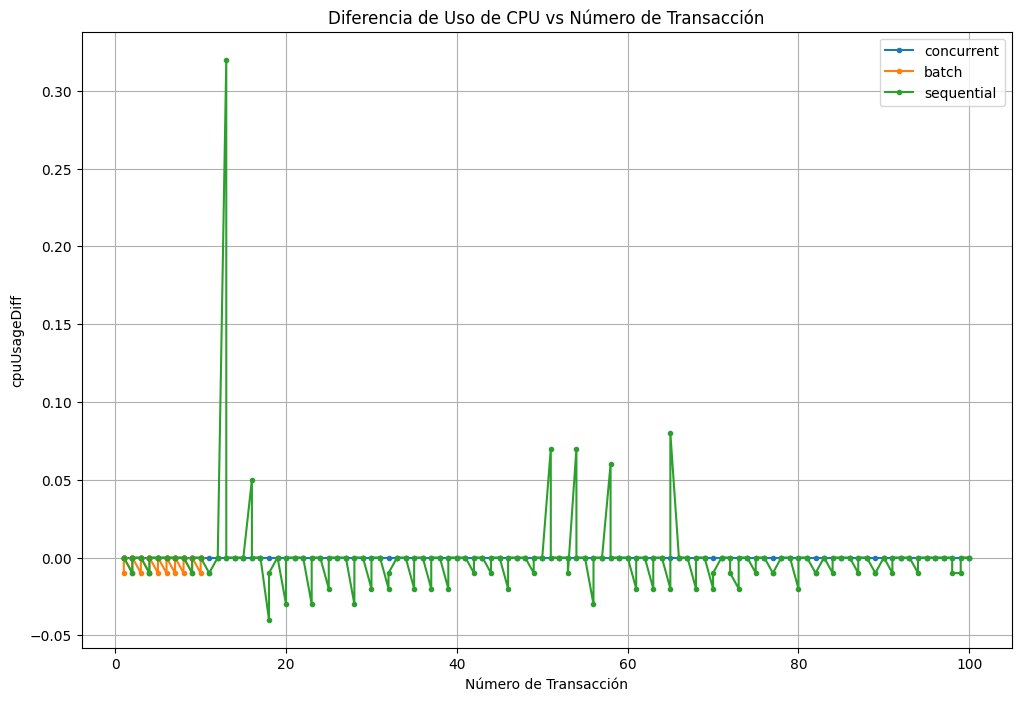 Diferencia de Uso de CPU vs Número de Transacción
concurrent
batch
sequential
cpuUsageDiff
0.30
0.25
0.20
0.15
0.10
0.05
0.00
−0.05
0 20 40 60 80 100
Número de Transacción